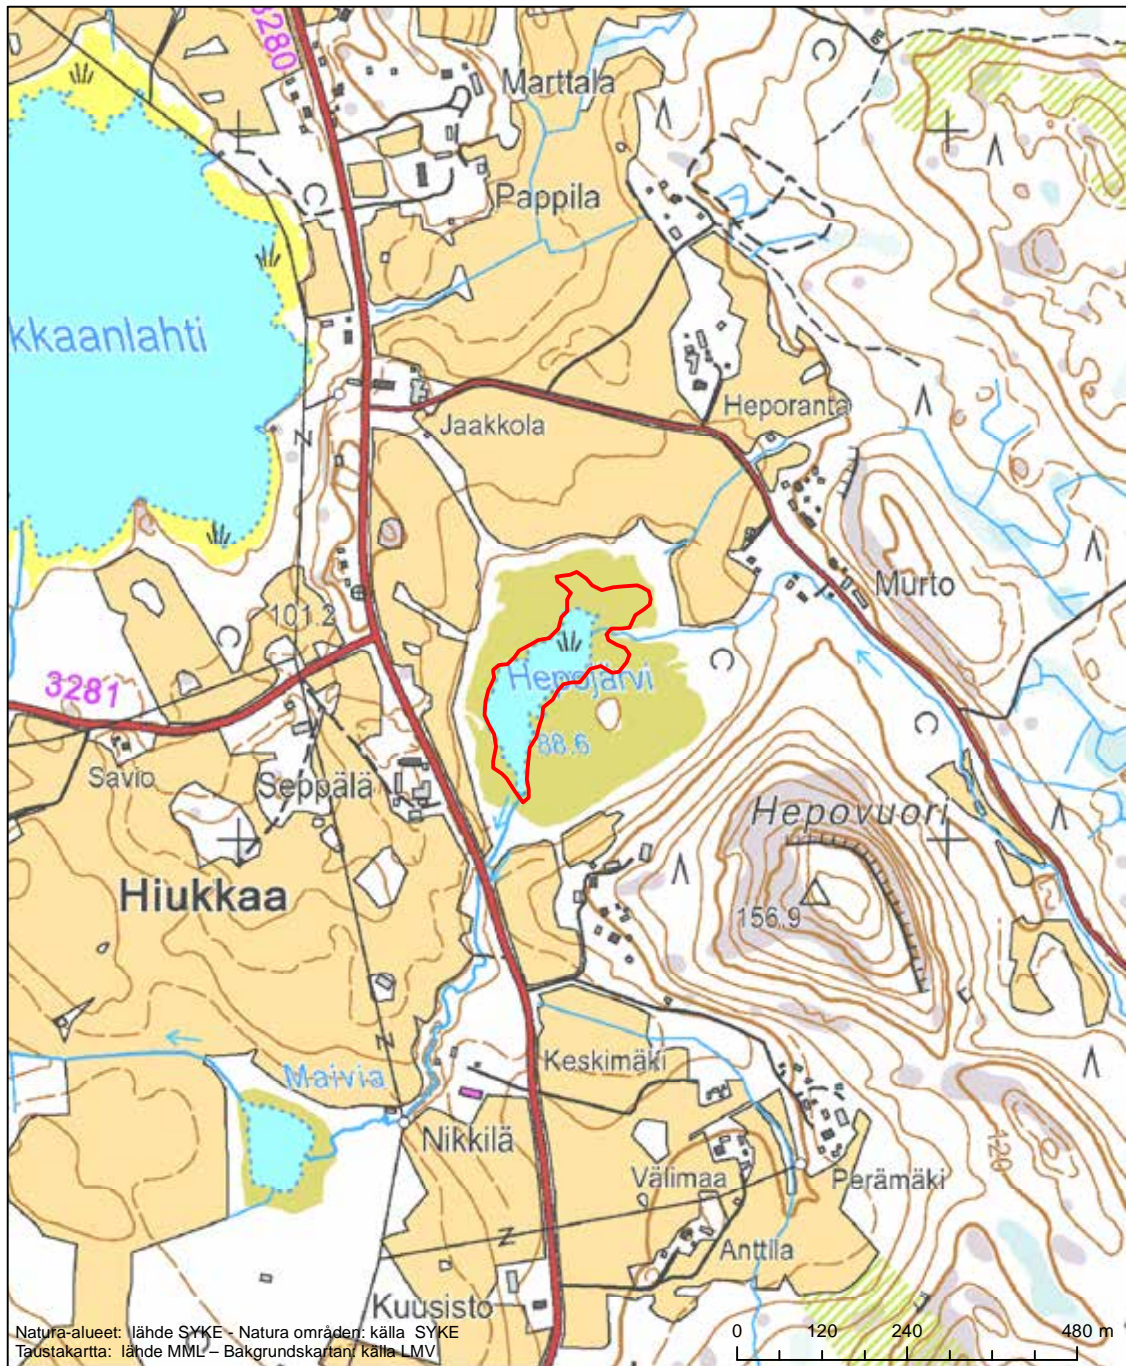 3280
Marttala
Pappila
kkaanlahti
Heporanta
Jaakkola
Murto
101.2
3281
Hepojärvi
88.6
Savio
Seppälä
Hepovuori
Hiukkaa
156.9
Keskimäki
Maivia
Nikkilä
120
Välimaa
Perämäki
Anttila
Kuusisto
Natura-alueet: lähde SYKE - Natura områden: källa SYKE
Taustakartta: lähde MML – Bakgrundskartan: källa LMV
0 120 240 480 m